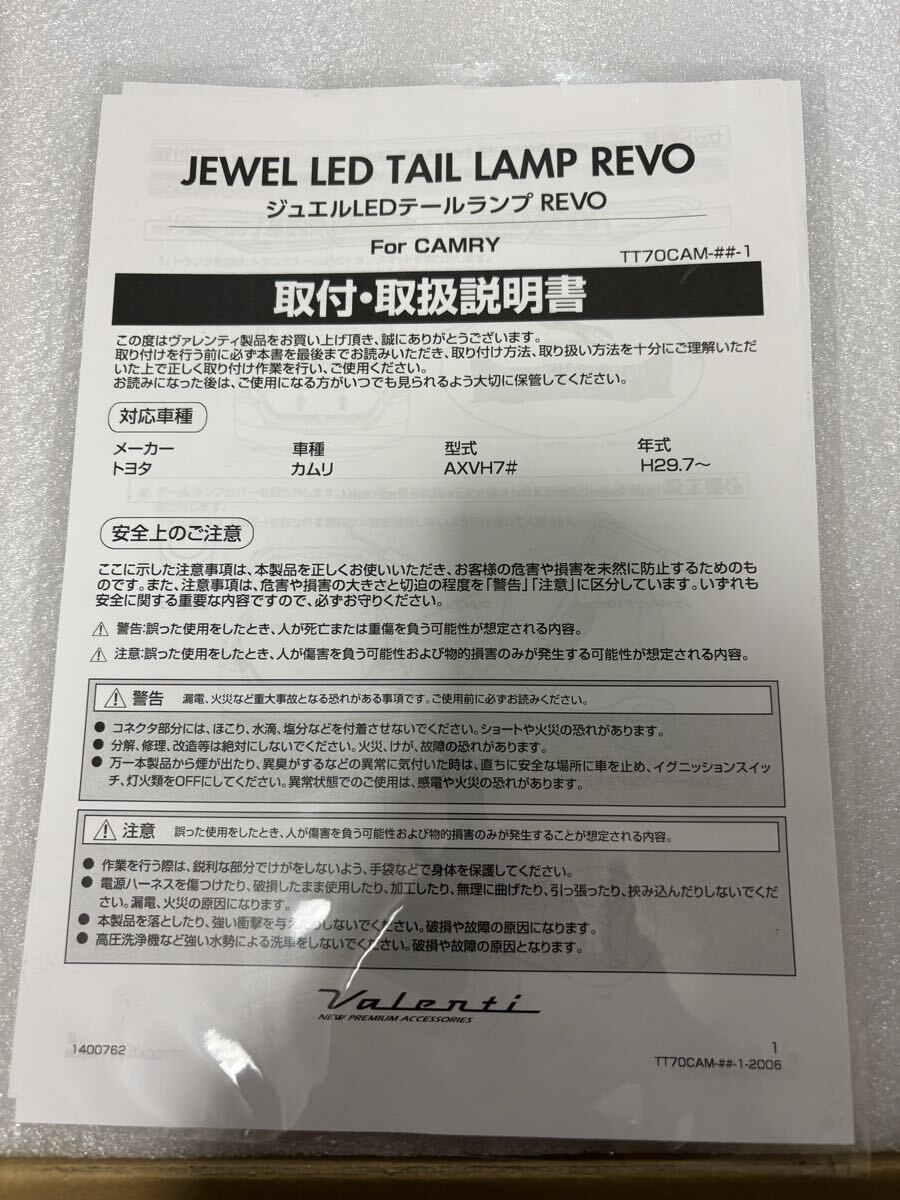 JEWEL LED TAIL LAMP REVO
ジュエルLEDテールランプ REVO
For CAMRY
TT70CAM-##-1
取付・取扱説明書
この度はヴァレンティ製品をお買い上げ頂き、誠にありがとうございます。
取り付けを行う前に必ず本書を最後までお読みいただき、取り付け方法、取り扱い方法を十分にご理解いただ
いた上で正しく取り付け作業を行い、ご使用ください。
お読みになった後は、ご使用になる方がいつでも見られるよう大切に保管してください。
対応車種
メーカー 車種 型式 年式
トヨタ カムリ AXVH7# H29.7～
安全上のご注意
ここに示した注意事項は、本製品を正しくお使いいただき、お客様の危害や損害を未然に防止するためのも
のです。また、注意事項は、危害や損害の大きさと切迫の程度を「警告」「注意」に区分しています。いずれも
安全に関する重要な内容ですので、必ずお守りください。
⚠ 警告:誤った使用をしたとき、人が死亡または重傷を負う可能性が想定される内容。
⚠ 注意:誤った使用をしたとき、人が傷害を負う可能性および物的損害のみが発生する可能性が想定される内容。
⚠ 警告 漏電、火災など重大事故となる恐れがある事項です。ご使用前に必ずお読みください。
● コネクタ部分には、ほこり、水滴、塩分などを付着させないでください。ショートや火災の恐れがあります。
● 分解、修理、改造等は絶対にしないでください。火災、けが、故障の恐れがあります。
● 万一本製品から煙が出たり、異臭がするなどの異常に気付いた時は、直ちに安全な場所に車を止め、イグニッションスイッ
チ、灯火類をOFFにしてください。異常状態でのご使用は、感電や火災の恐れがあります。
⚠ 注意 誤った使用をしたとき、人が傷害を負う可能性および物的損害のみが発生することが想定される内容。
● 作業を行う際は、鋭利な部分でけがをしないよう、手袋などで身体を保護してください。
● 電源ハーネスを傷つけたり、破損したまま使用したり、加工したり、無理に曲げたり、引っ張ったり、挟み込んだりしないでくだ
さい。漏電、火災の原因になります。
● 本製品を落としたり、強い衝撃を与えたりしないでください。破損や故障の原因になります。
● 高圧洗浄機など強い水勢による洗車をしないでください。破損や故障の原因となります。
Valenti
NEW PREMIUM ACCESSORIES
1400762
1
TT70CAM-##-1-2006